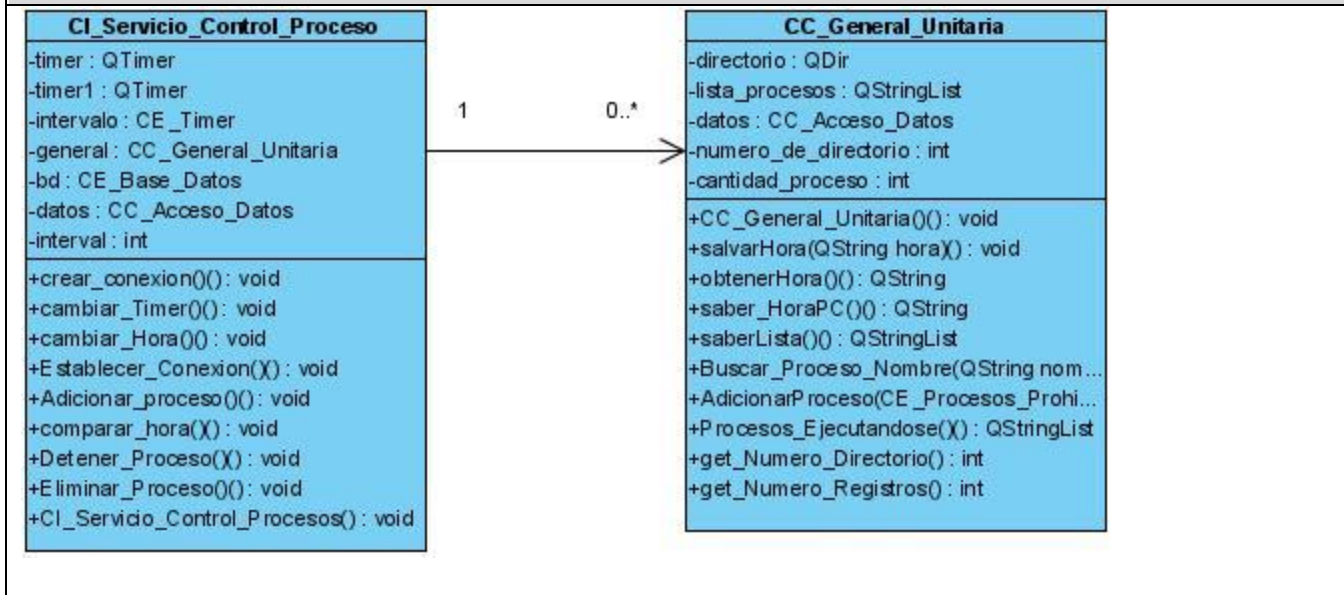 CI_Servicio_Control_Proceso
-timer : QTimer
-timer1 : QTimer
-intervalo : CE_Timer
-general : CC_General_Unitaria
-bd : CE_Base_Datos
-datos : CC_Acceso_Datos
-interval : int
+crear_conexion()() : void
+cambiar_Timer()() : void
+cambiar_Hora()() : void
+Establecer_Conexion()() : void
+Adicionar_proceso()() : void
+comparar_hora()() : void
+Detener_Proceso()() : void
+Eliminar_Proceso()() : void
+CI_Servicio_Control_Procesos() : void
1
0..*
CC_General_Unitaria
-directorio : QDir
-lista_procesos : QStringList
-datos : CC_Acceso_Datos
-numero_de_directorio : int
-cantidad_proceso : int
+CC_General_Unitaria()() : void
+salvarHora(QString hora)() : void
+obtenerHora()() : QString
+saber_HoraPC()() : QString
+saberLista()() : QStringList
+Buscar_Proceso_Nombre(QString nom...
+AdicionarProceso(CE_Procesos_Prohi...
+Procesos_Ejecutandose()() : QStringList
+get_Numero_Directorio() : int
+get_Numero_Registros() : int